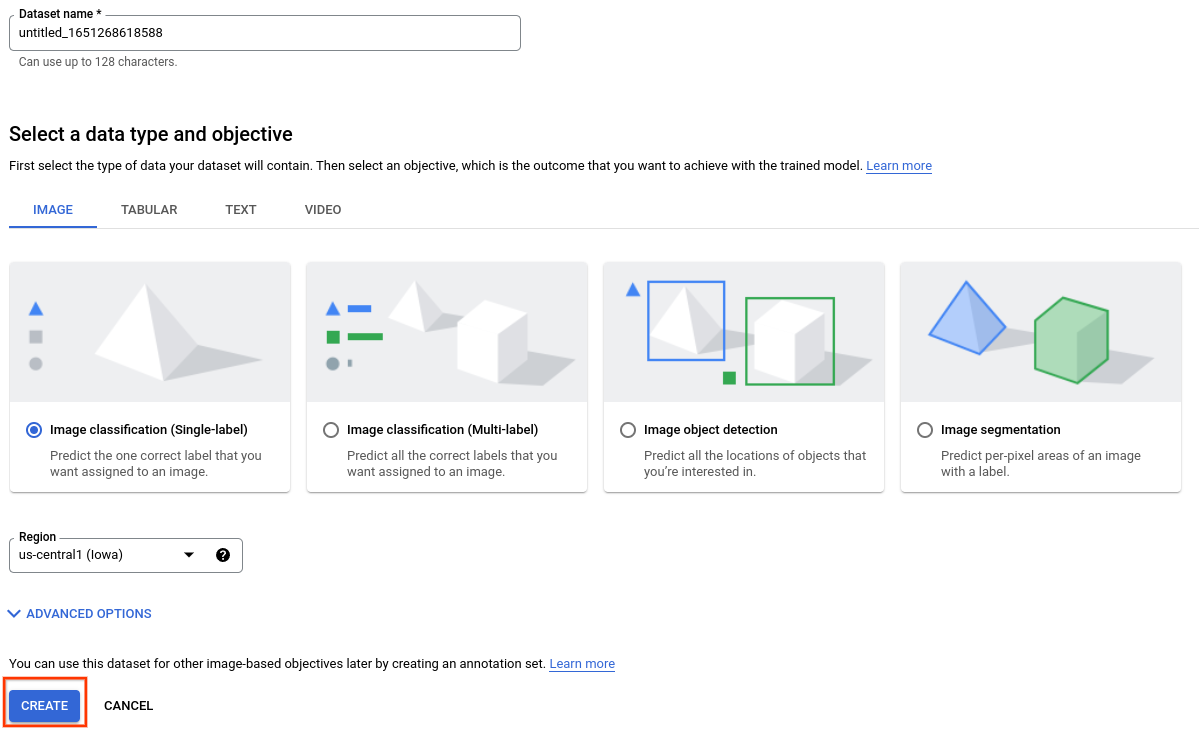 Dataset name *
untitled_1651268618588
Can use up to 128 characters.
Select a data type and objective
First select the type of data your dataset will contain. Then select an objective, which is the outcome that you want to achieve with the trained model. Learn more
IMAGE TABULAR TEXT VIDEO
Image classification (Single-label)
Predict the one correct label that you
want assigned to an image.
Image classification (Multi-label)
Predict all the correct labels that you
want assigned to an image.
Image object detection
Predict all the locations of objects that
you're interested in.
Image segmentation
Predict per-pixel areas of an image
with a label.
Region
us-central1 (Iowa) ?
ADVANCED OPTIONS
You can use this dataset for other image-based objectives later by creating an annotation set. Learn more
CREATE CANCEL